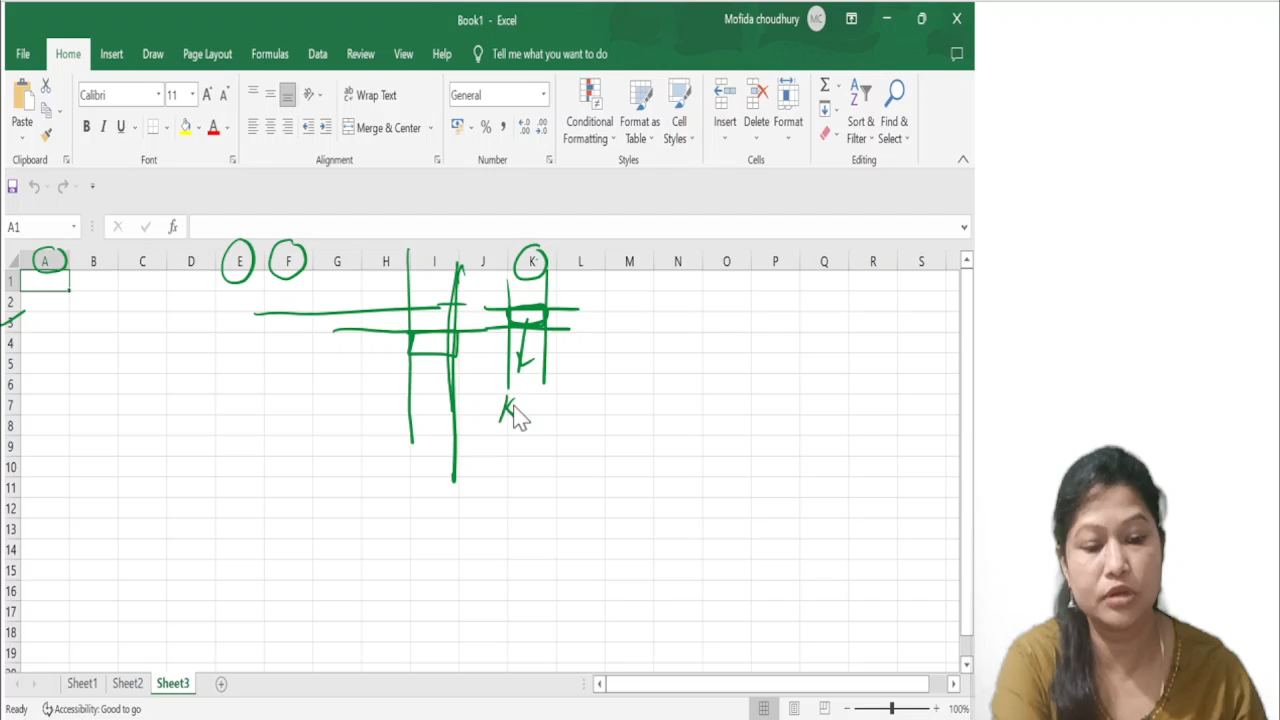 Book1 - Excel
Mofida choudhury MC
File Home Insert Draw Page Layout Formulas Data Review View Help Tell me what you want to do
Calibri 11 Wrap Text General
Paste B I U A Merge & Center % Conditional Formatting Format as Table Cell Styles Insert Delete Format Sort & Filter Find & Select
Clipboard Font Alignment Number Styles Cells Editing
A1 fx
A B C D E F G H I J K L M N O P Q R S
1
2
3
4
5
6
7 K
8
9
10
11
12
13
14
15
16
17
18
19
Sheet1 Sheet2 Sheet3
Ready Accessibility: Good to go 100%